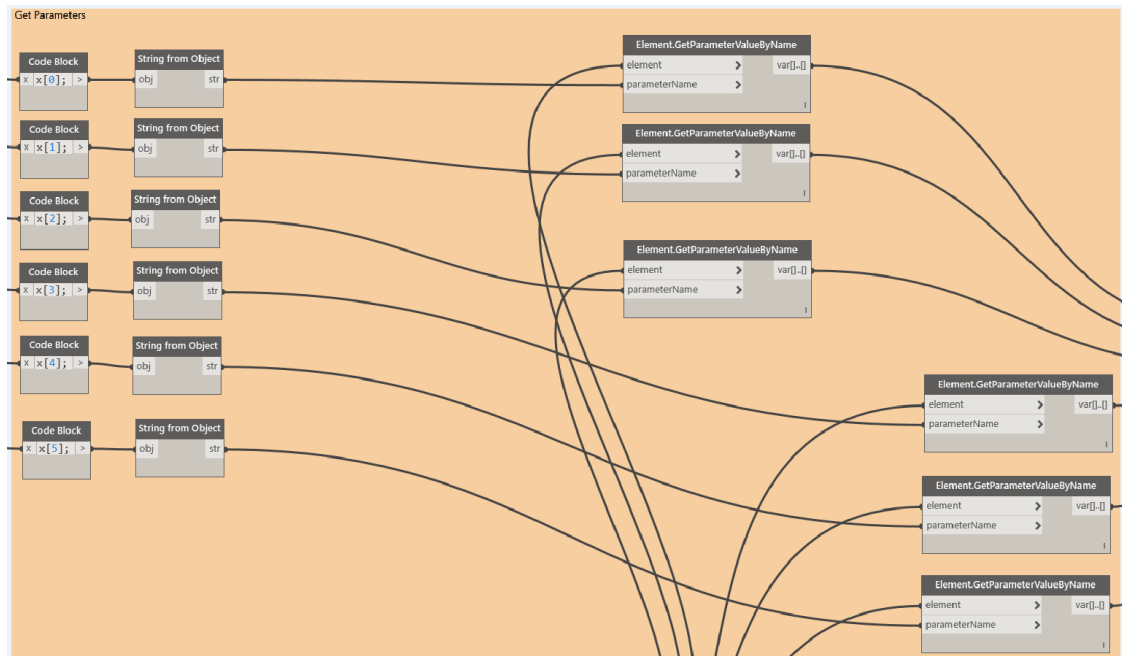 Get Parameters
Code Block
x x[0]; >
String from Object
obj str
Code Block
x x[1]; >
String from Object
obj str
Code Block
x x[2]; >
String from Object
obj str
Code Block
x x[3]; >
String from Object
obj str
Code Block
x x[4]; >
String from Object
obj str
Code Block
x x[5]; >
String from Object
obj str
Element.GetParameterValueByName
element > var[]..[]
parameterName >
Element.GetParameterValueByName
element > var[]..[]
parameterName >
Element.GetParameterValueByName
element > var[]..[]
parameterName >
Element.GetParameterValueByName
element > var[]..[]
parameterName >
Element.GetParameterValueByName
element > var[]..[]
parameterName >
Element.GetParameterValueByName
element > var[]..[]
parameterName >